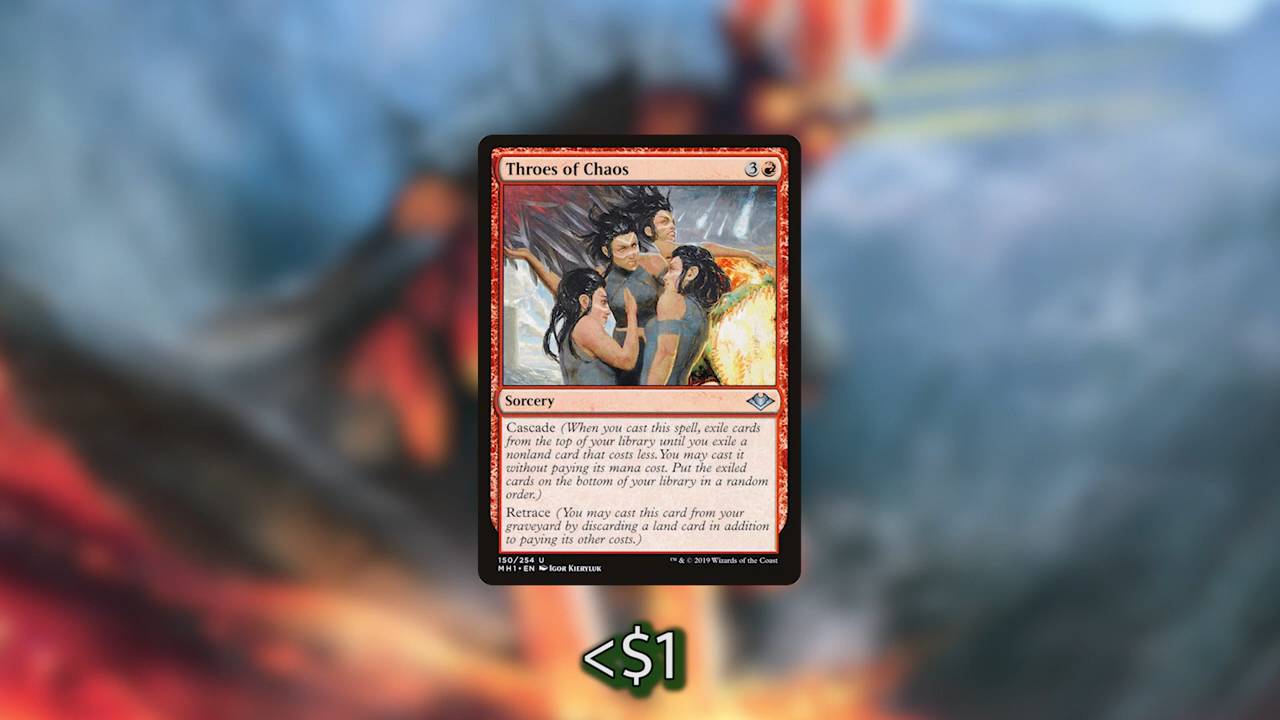 Throes of Chaos 3
Sorcery
Cascade (When you cast this spell, exile cards
from the top of your library until you exile a
nonland card that costs less. You may cast it
without paying its mana cost. Put the exiled
cards on the bottom of your library in a random
order.)
Retrace (You may cast this card from your
graveyard by discarding a land card in addition
to paying its other costs.)
150/254 U ™ & © 2019 Wizards of the Coast
MH1 • EN Igor Kieryluk
<$1